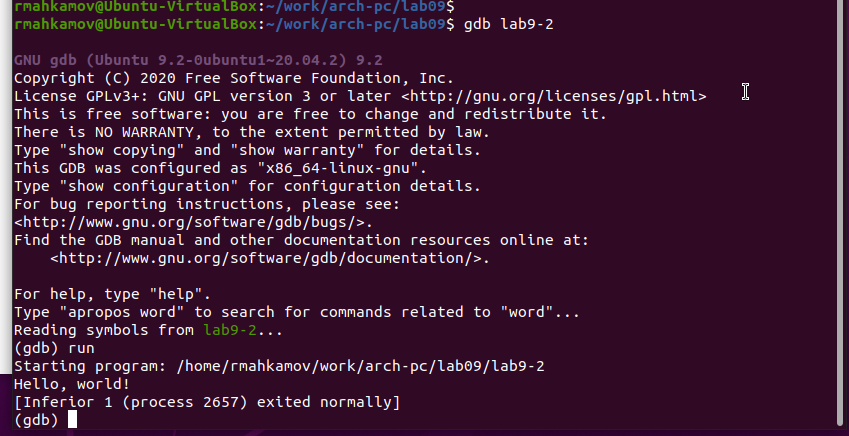 rmahkamov@Ubuntu-VirtualBox:~/work/arch-pc/lab09$
rmahkamov@Ubuntu-VirtualBox:~/work/arch-pc/lab09$ gdb lab9-2
GNU gdb (Ubuntu 9.2-0ubuntu1~20.04.2) 9.2
Copyright (C) 2020 Free Software Foundation, Inc.
License GPLv3+: GNU GPL version 3 or later <http://gnu.org/licenses/gpl.html>
This is free software: you are free to change and redistribute it.
There is NO WARRANTY, to the extent permitted by law.
Type "show copying" and "show warranty" for details.
This GDB was configured as "x86_64-linux-gnu".
Type "show configuration" for configuration details.
For bug reporting instructions, please see:
<http://www.gnu.org/software/gdb/bugs/>.
Find the GDB manual and other documentation resources online at:
    <http://www.gnu.org/software/gdb/documentation/>.
For help, type "help".
Type "apropos word" to search for commands related to "word"...
Reading symbols from lab9-2...
(gdb) run
Starting program: /home/rmahkamov/work/arch-pc/lab09/lab9-2
Hello, world!
[Inferior 1 (process 2657) exited normally]
(gdb)